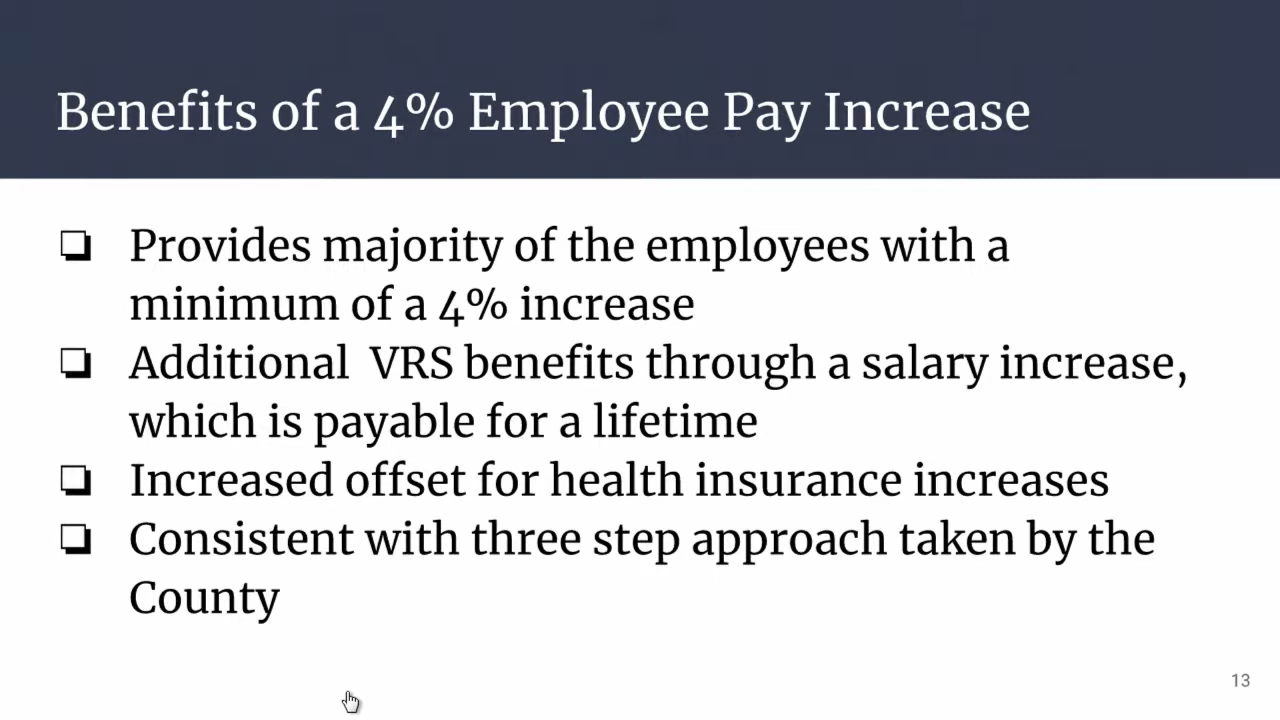 Benefits of a 4% Employee Pay Increase
❏ Provides majority of the employees with a
minimum of a 4% increase
❏ Additional  VRS benefits through a salary increase,
which is payable for a lifetime
❏ Increased offset for health insurance increases
❏ Consistent with three step approach taken by the
County
13